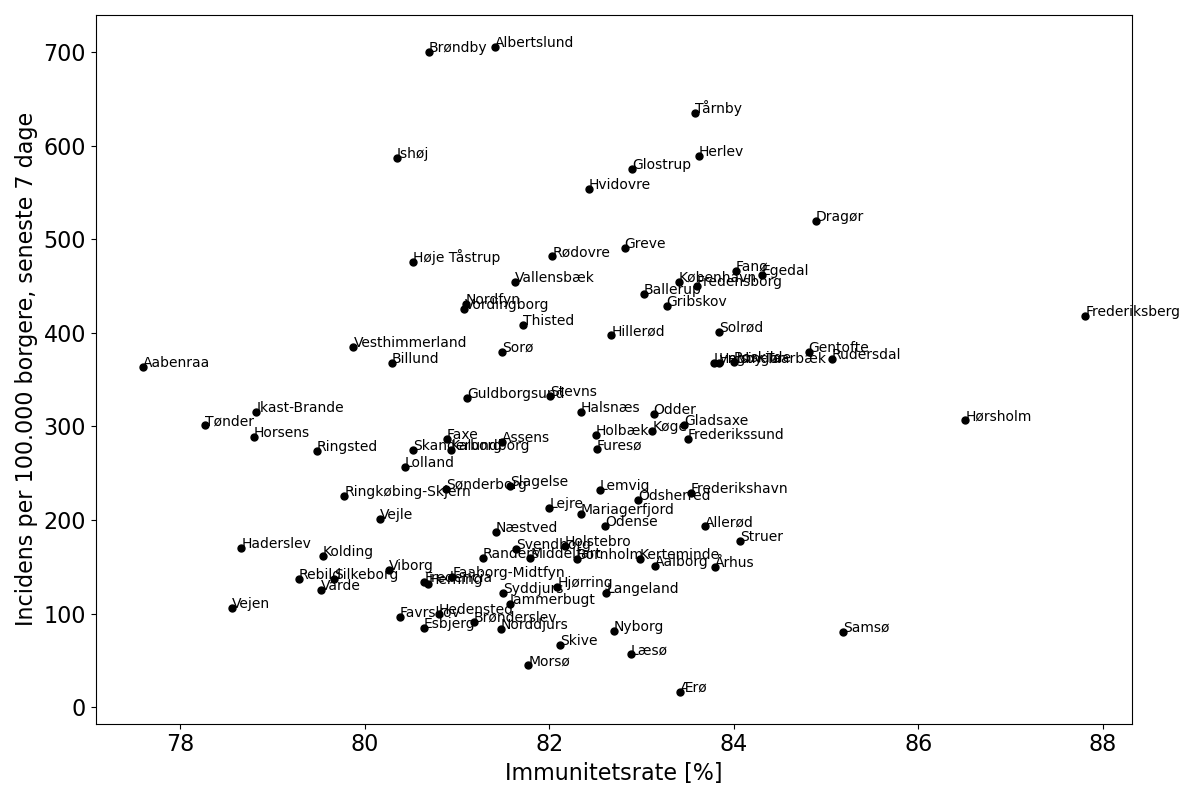 700
600
500
400
300
200
100
0
Incidens per 100.000 borgere, seneste 7 dage
Brøndby
Albertslund
Tårnby
Ishøj
Herlev
Glostrup
Hvidovre
Dragør
Greve
Rødovre
Høje Tåstrup
Fanø
Egedal
Vallensbæk
København
Fredensborg
Ballerup
Nordfyn
Vordingborg
Gribskov
Frederiksberg
Thisted
Hillerød
Solrød
Vesthimmerland
Sorø
Gentofte
Rudersdal
Aabenraa
Billund
Roskilde
Guldborgsund
Stevns
Ikast-Brande
Halsnæs
Odder
Hørsholm
Tønder
Gladsaxe
Horsens
Faxe
Assens
Holbæk
Køge
Frederikssund
Ringsted
Skanderborg
Kalundborg
Furesø
Lolland
Ringkøbing-Skjern
Sønderborg
Slagelse
Lemvig
Odsherred
Frederikshavn
Vejle
Lejre
Mariagerfjord
Næstved
Odense
Allerød
Struer
Haderslev
Kolding
Svendborg
Holstebro
Randers
Middelfart
Bornholm
Kerteminde
Aalborg
Århus
Rebild
Silkeborg
Viborg
Fredericia
Herning
Faaborg-Midtfyn
Varde
Syddjurs
Hjørring
Langeland
Vejen
Jammerbugt
Favrskov
Hedensted
Esbjerg
Brønderslev
Norddjurs
Nyborg
Samsø
Skive
Læsø
Morsø
Ærø
78 80 82 84 86 88
Immunitetsrate [%]